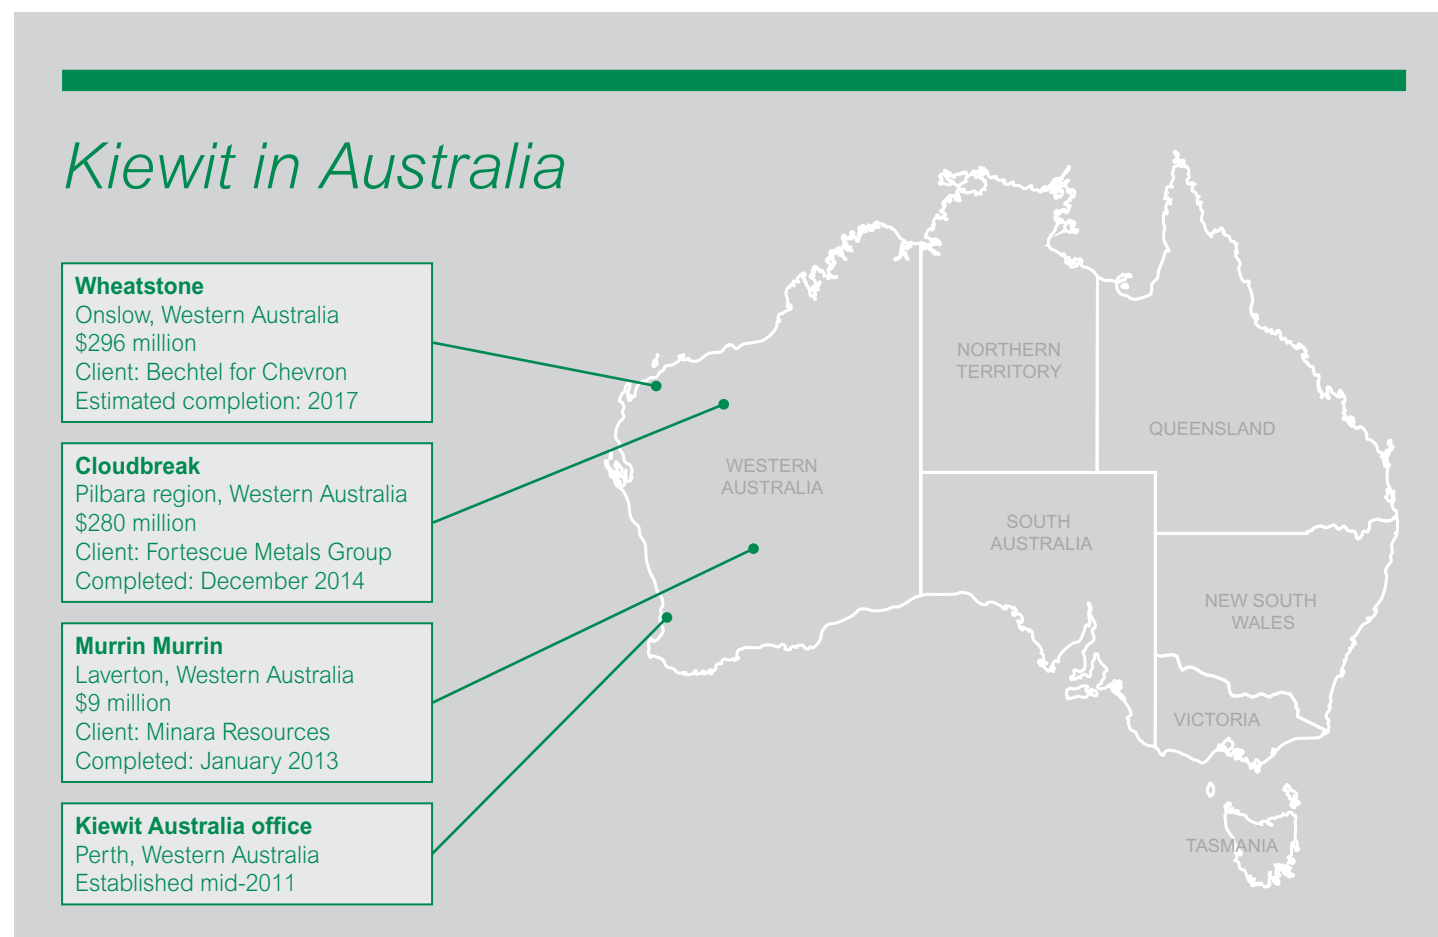 Kiewit in Australia
Wheatstone
Onslow, Western Australia
$296 million
Client: Bechtel for Chevron
Estimated completion: 2017
Cloudbreak
Pilbara region, Western Australia
$280 million
Client: Fortescue Metals Group
Completed: December 2014
Murrin Murrin
Laverton, Western Australia
$9 million
Client: Minara Resources
Completed: January 2013
Kiewit Australia office
Perth, Western Australia
Established mid-2011
NORTHERN
TERRITORY
QUEENSLAND
WESTERN
AUSTRALIA
SOUTH
AUSTRALIA
NEW SOUTH
WALES
VICTORIA
TASMANIA